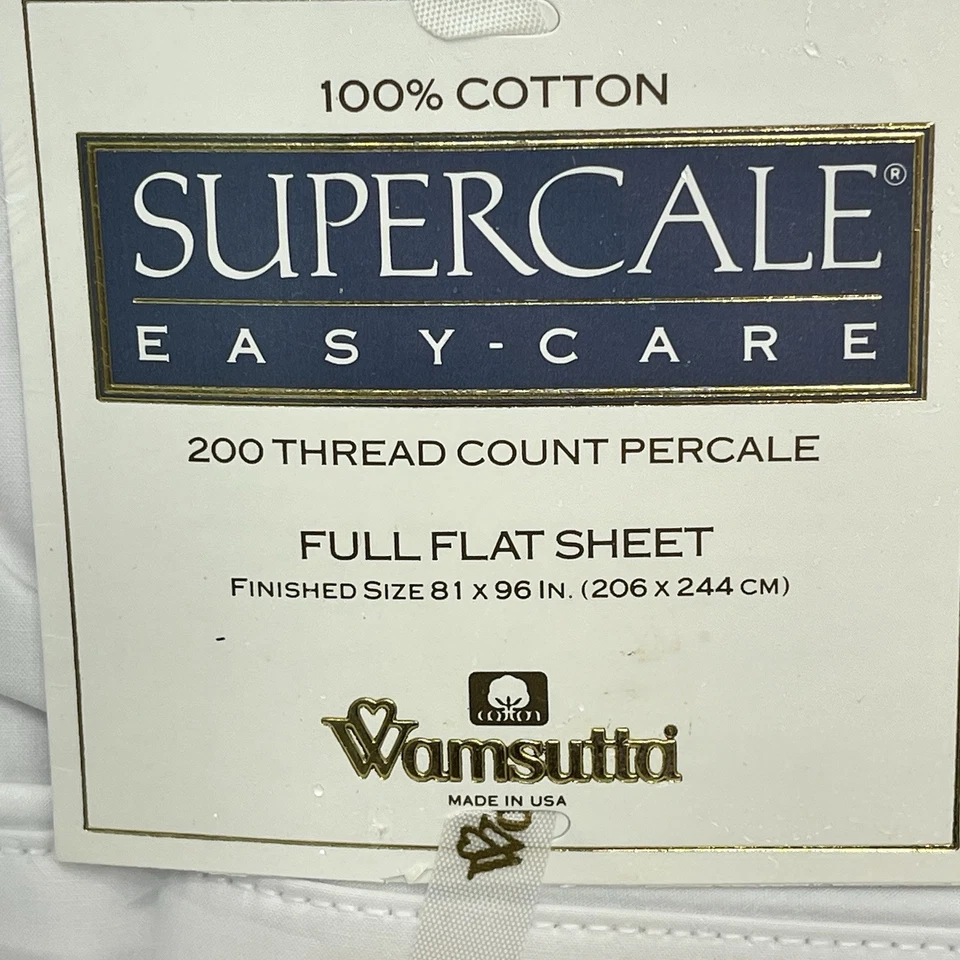 100% COTTON
SUPERCALE®
EASY-CARE
200 THREAD COUNT PERCALE
FULL FLAT SHEET
FINISHED SIZE 81 X 96 IN. (206 X 244 CM)
cotton
Wamsutta
MADE IN USA
Wa